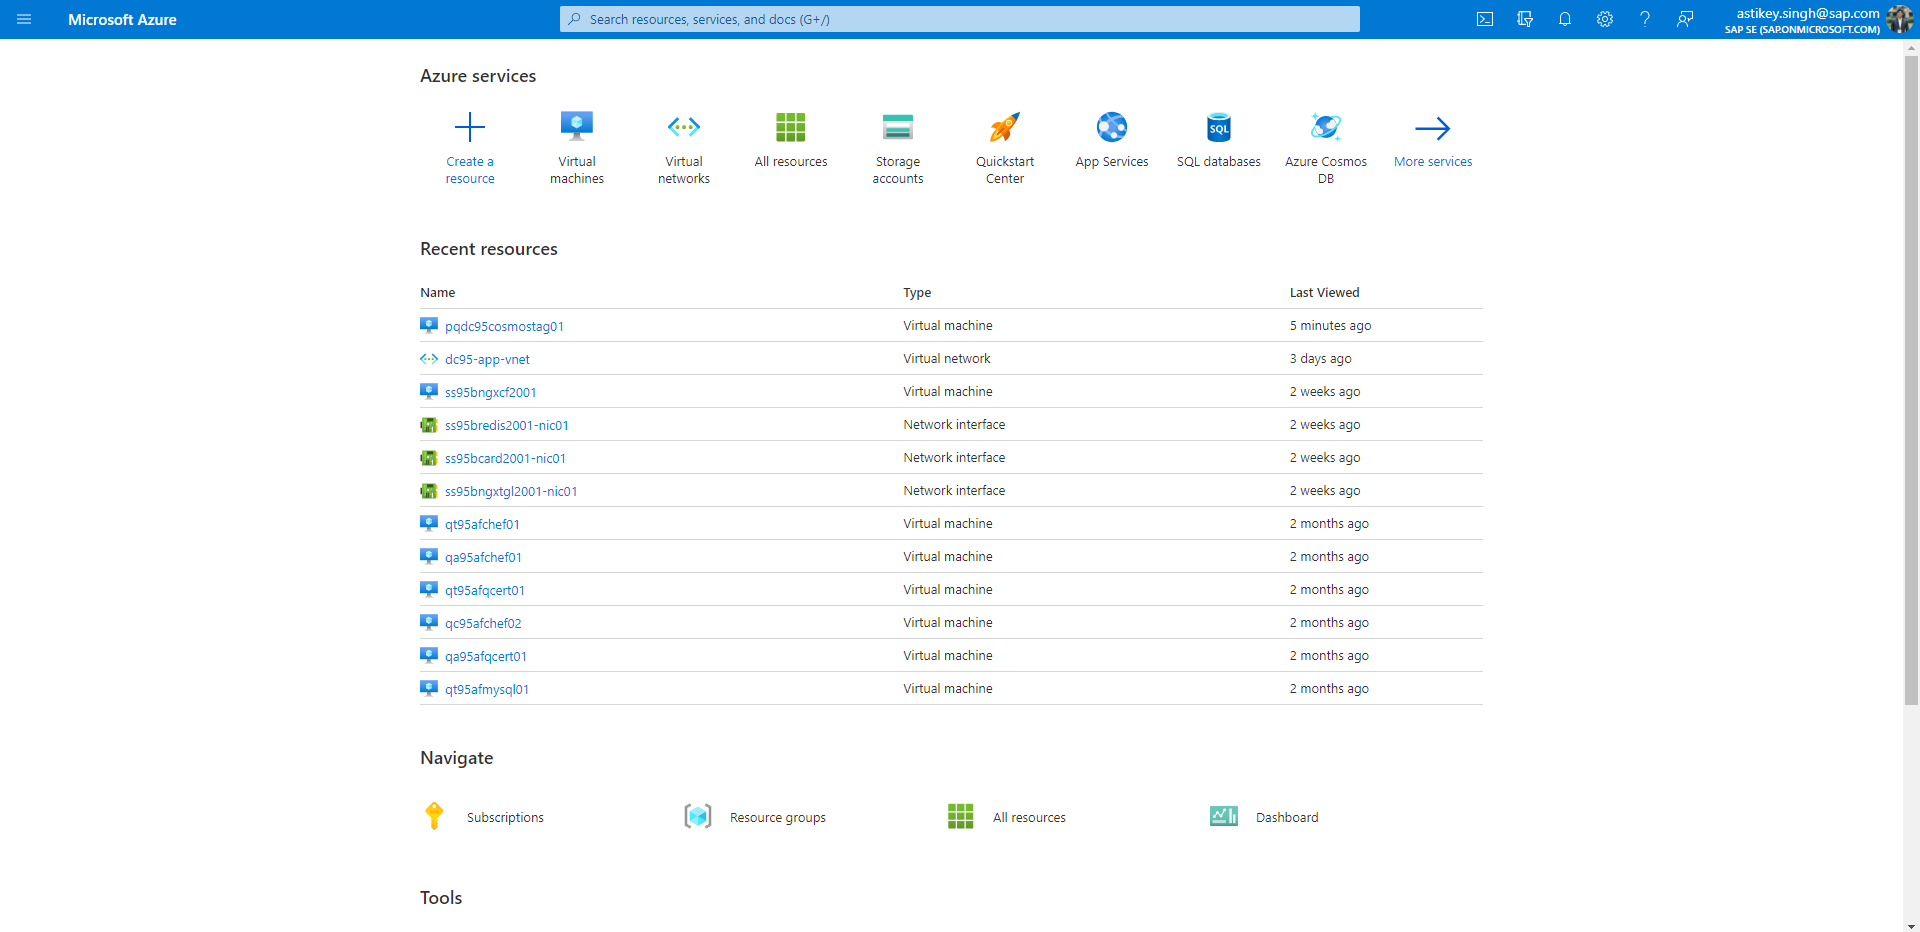 Microsoft Azure
Search resources, services, and docs (G+/)
astikey.singh@sap.com
SAP SE (SAP.ONMICROSOFT.COM)
Azure services
Create a
resource
Virtual
machines
Virtual
networks
All resources
Storage
accounts
Quickstart
Center
App Services
SQL
SQL databases
Azure Cosmos
DB
More services
Recent resources
Name Type Last Viewed
pqdc95cosmostag01 Virtual machine 5 minutes ago
dc95-app-vnet Virtual network 3 days ago
ss95bngxcf2001 Virtual machine 2 weeks ago
ss95bredis2001-nic01 Network interface 2 weeks ago
ss95bcard2001-nic01 Network interface 2 weeks ago
ss95bngxtgl2001-nic01 Network interface 2 weeks ago
qt95afchef01 Virtual machine 2 months ago
qa95afchef01 Virtual machine 2 months ago
qt95afqcert01 Virtual machine 2 months ago
qc95afchef02 Virtual machine 2 months ago
qa95afqcert01 Virtual machine 2 months ago
qt95afmysql01 Virtual machine 2 months ago
Navigate
Subscriptions Resource groups All resources Dashboard
Tools